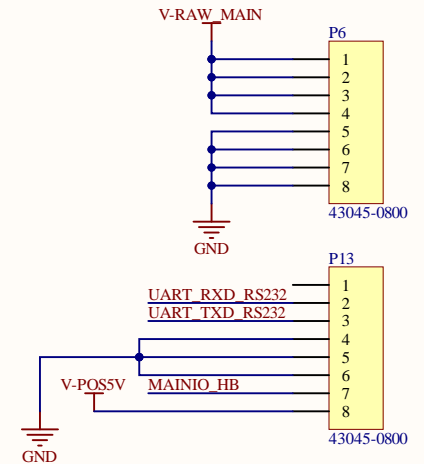 V-RAW_MAIN
P6
1
2
3
4
5
6
7
8
43045-0800
GND
P13
1
UART_RXD_RS232 2
UART_TXD_RS232 3
4
5
6
V-POS5V
MAINIO_HB 7
8
43045-0800
GND